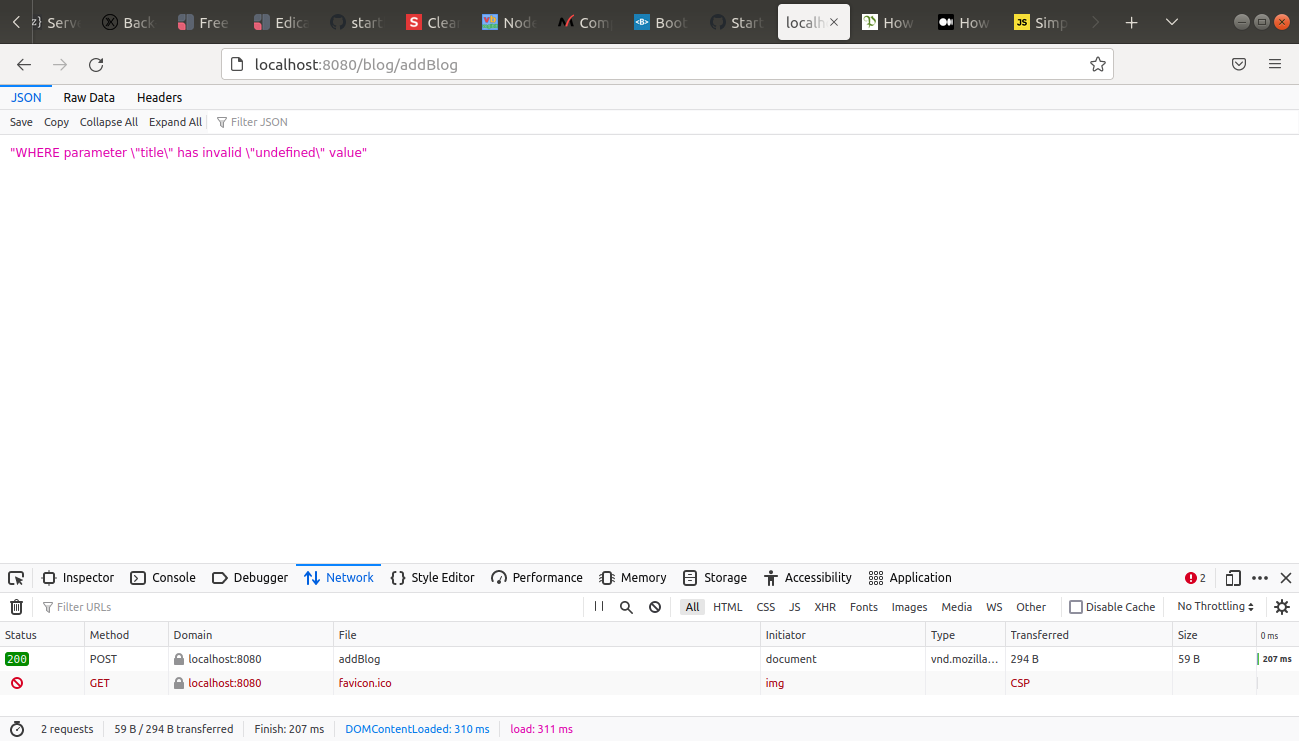 Serv Back Free Edica start Clea Node Com Boot Start localh How How Simp
localhost:8080/blog/addBlog
JSON Raw Data Headers
Save Copy Collapse All Expand All Filter JSON
"WHERE parameter \"title\" has invalid \"undefined\" value"
Inspector Console Debugger Network Style Editor Performance Memory Storage Accessibility Application 2
Filter URLs All HTML CSS JS XHR Fonts Images Media WS Other Disable Cache No Throttling
Status Method Domain File Initiator Type Transferred Size 0 ms
200 POST localhost:8080 addBlog document vnd.mozilla… 294 B 59 B 207 ms
GET localhost:8080 favicon.ico img CSP
2 requests 59 B / 294 B transferred Finish: 207 ms DOMContentLoaded: 310 ms load: 311 ms